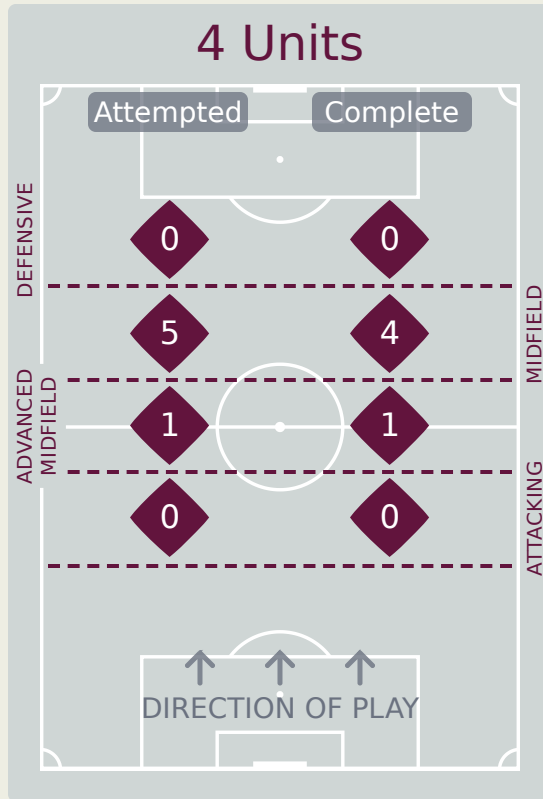 4 Units
Attempted
Complete
DEFENSIVE
0
0
MIDFIELD
5
4
ADVANCED
MIDFIELD
1
1
ATTACKING
0
0
DIRECTION OF PLAY